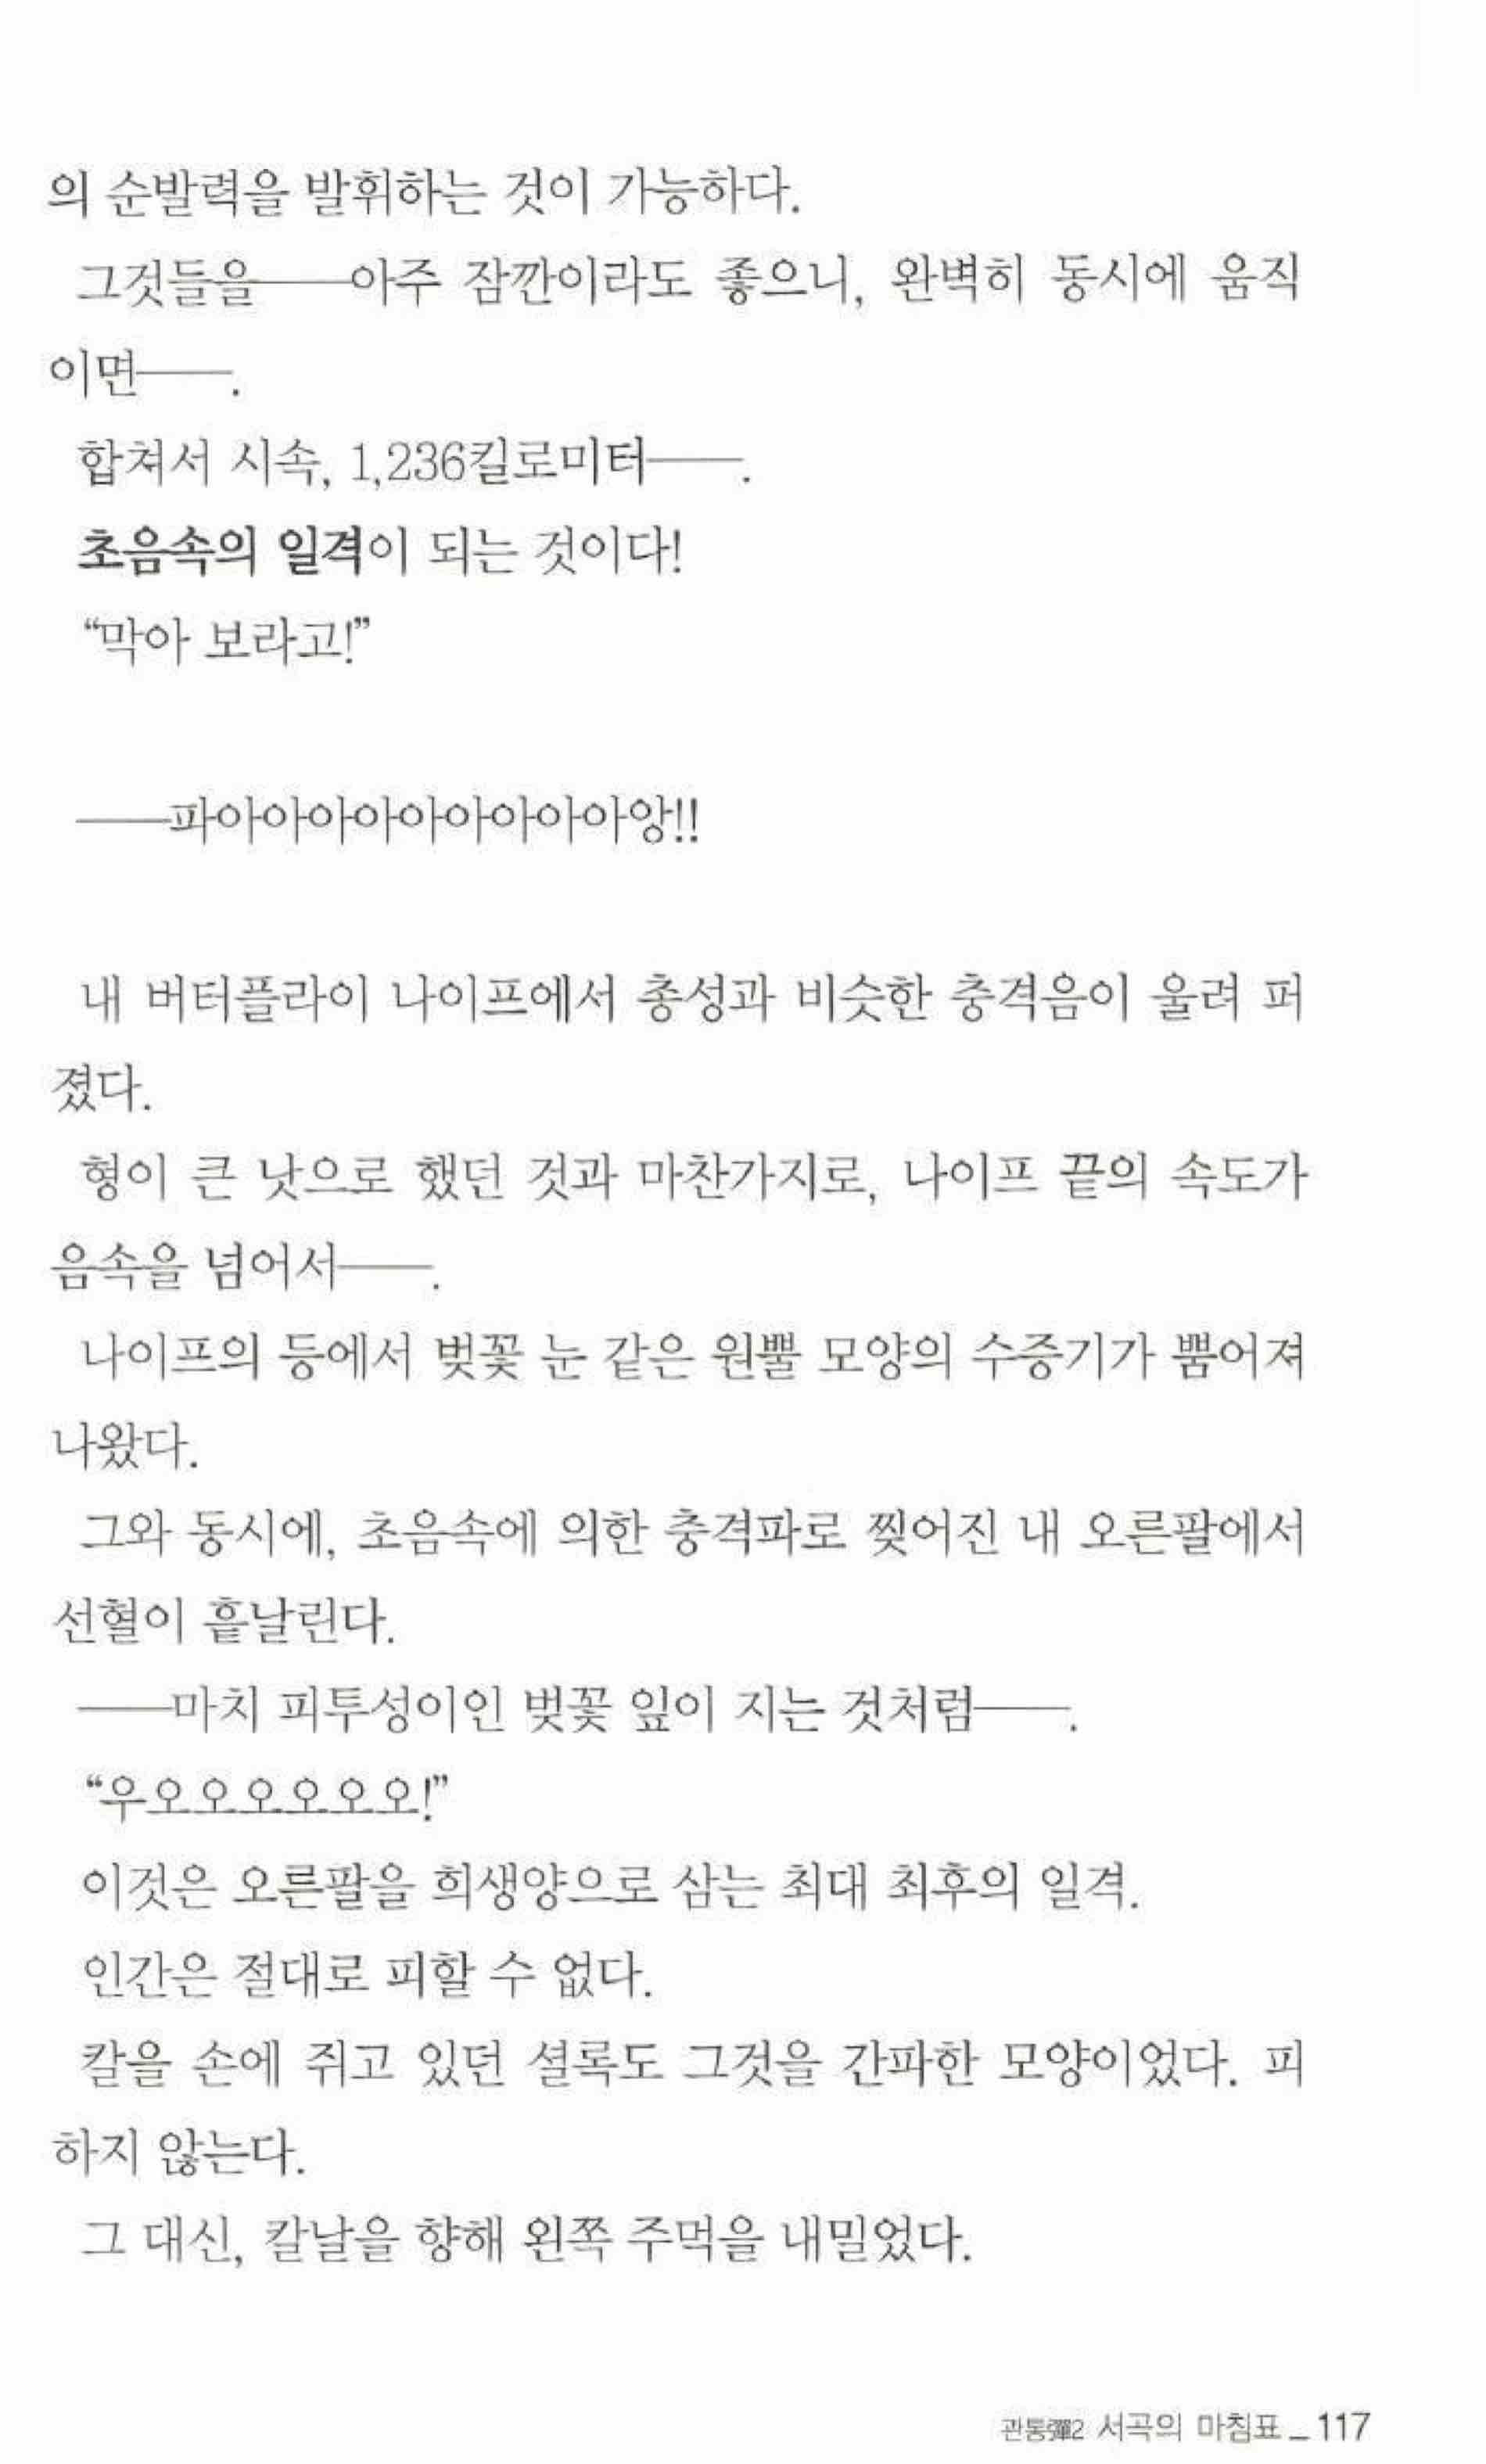 의 순발력을 발휘하는 것이 가능하다.
그것들을──아주 잠깐이라도 좋으니, 완벽히 동시에 움직
이면──.
합쳐서 시속, 1,236킬로미터──.
초음속의 일격이 되는 것이다!
“막아 보라고!”
──파아아아아아아아아아앙!!
내 버터플라이 나이프에서 총성과 비슷한 충격음이 울려 퍼
졌다.
형이 큰 낫으로 했던 것과 마찬가지로, 나이프 끝의 속도가
음속을 넘어서──.
나이프의 등에서 벚꽃 눈 같은 원뿔 모양의 수증기가 뿜어져
나왔다.
그와 동시에, 초음속에 의한 충격파로 찢어진 내 오른팔에서
선혈이 흩날린다.
──마치 피투성이인 벚꽃 잎이 지는 것처럼──.
“우오오오오오오!”
이것은 오른팔을 희생양으로 삼는 최대 최후의 일격.
인간은 절대로 피할 수 없다.
칼을 손에 쥐고 있던 셜록도 그것을 간파한 모양이었다. 피
하지 않는다.
그 대신, 칼날을 향해 왼쪽 주먹을 내밀었다.
관통彈2 서곡의 마침표 _ 117